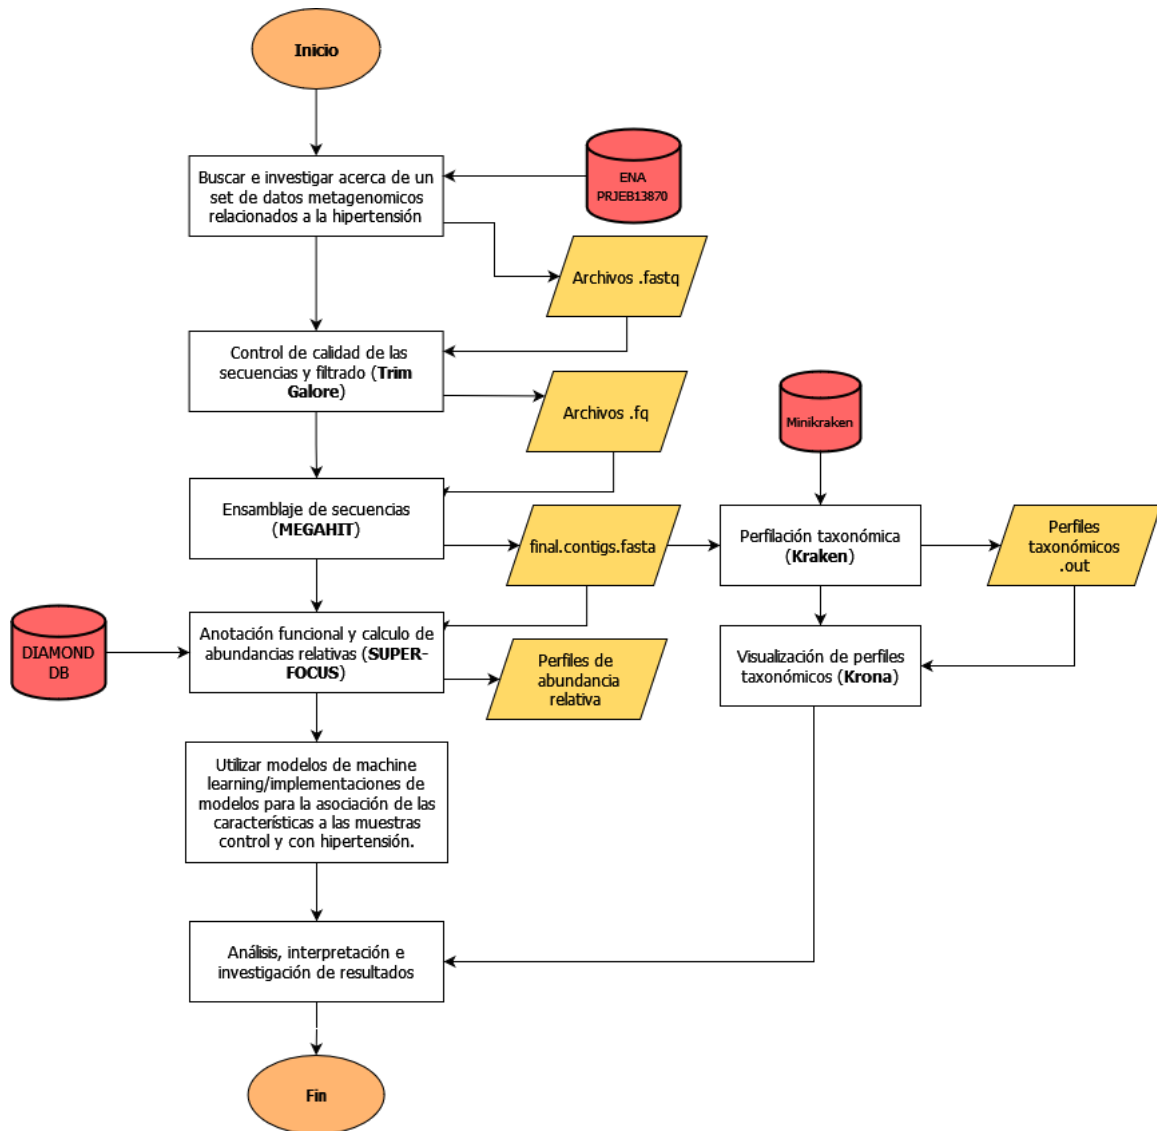 Inicio
Buscar e investigar acerca de un
set de datos metagenomicos
relacionados a la hipertensión
ENA
PRJEB13870
Archivos .fastq
Control de calidad de las
secuencias y filtrado (Trim
Galore)
Archivos .fq
Minikraken
Ensamblaje de secuencias
(MEGAHIT)
final.contigs.fasta
Perfilación taxonómica
(Kraken)
Perfiles
taxonómicos
.out
DIAMOND
DB
Anotación funcional y calculo de
abundancias relativas (SUPER-
FOCUS)
Perfiles de
abundancia
relativa
Visualización de perfiles
taxonómicos (Krona)
Utilizar modelos de machine
learning/implementaciones de
modelos para la asociación de las
características a las muestras
control y con hipertensión.
Análisis, interpretación e
investigación de resultados
Fin